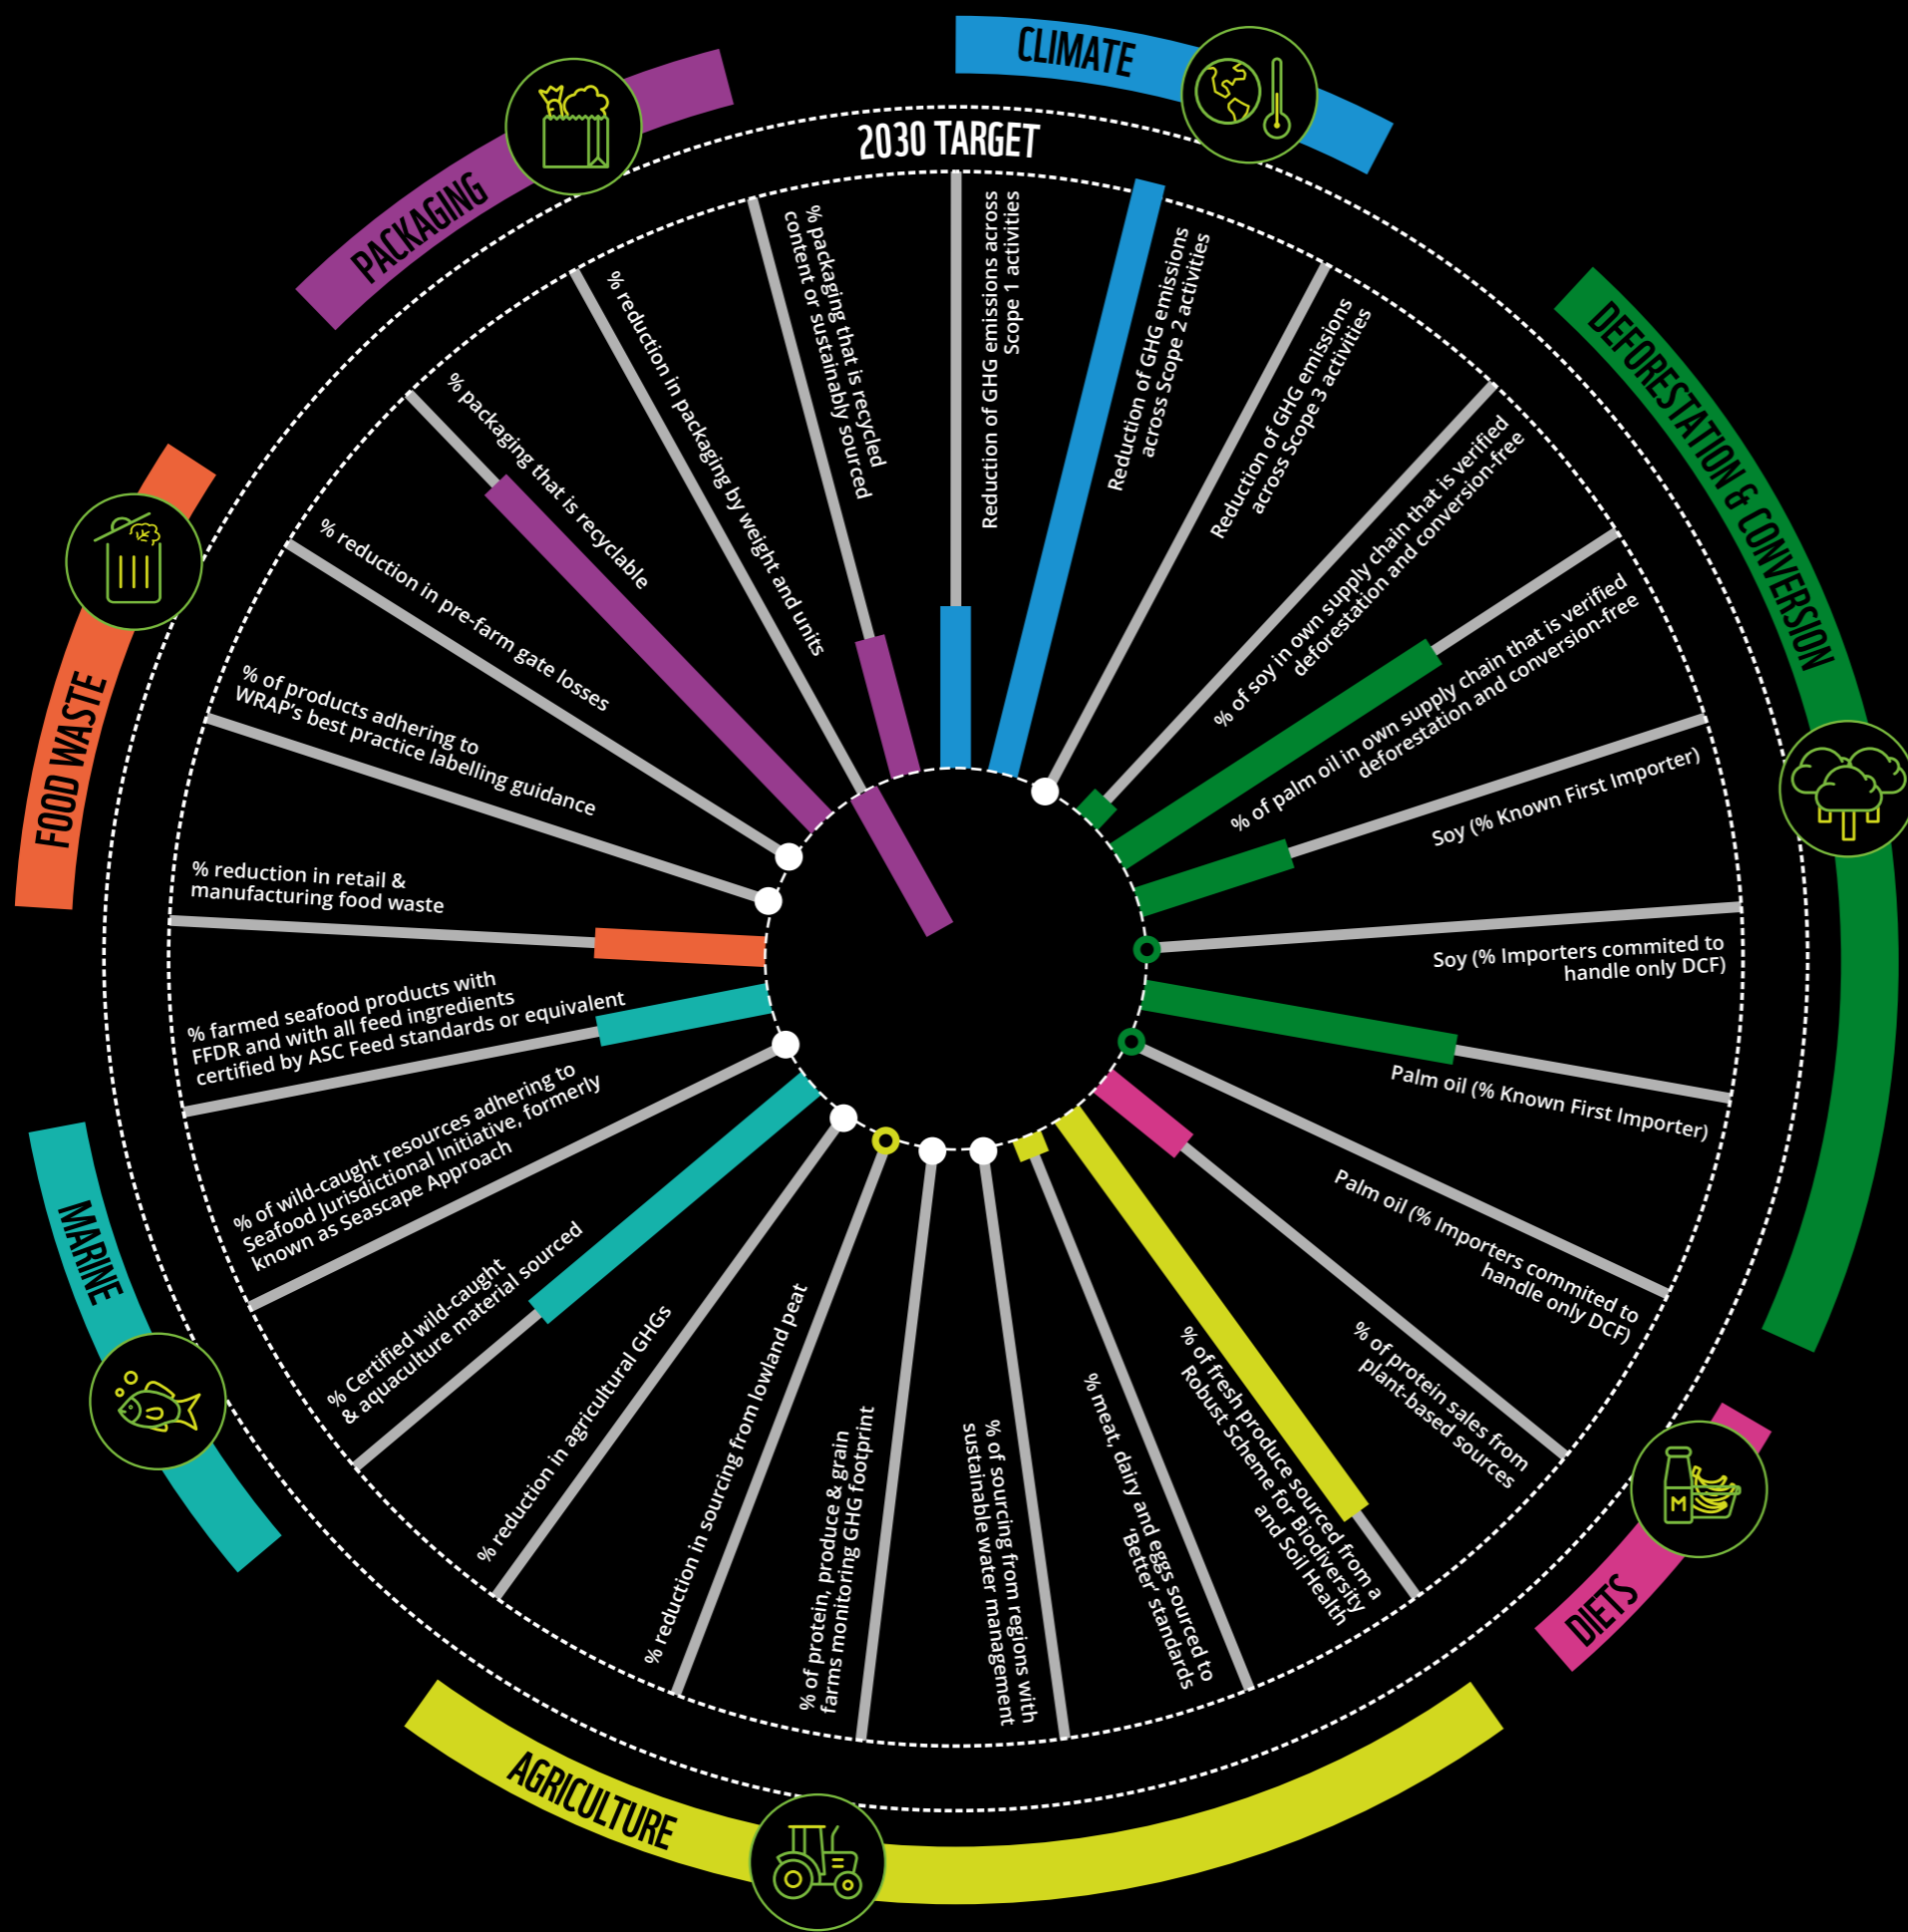 CLIMATE
2030 TARGET
Reduction of GHG emissions across
Scope 1 activities
Reduction of GHG emissions
across Scope 2 activities
Reduction of GHG emissions
across Scope 3 activities
DEFORESTATION & CONVERSION
% of soy in own supply chain that is verified
deforestation and conversion-free
% of palm oil in own supply chain that is verified
deforestation and conversion-free
Soy (% Known First Importer)
Soy (% Importers commited to
handle only DCF)
Palm oil (% Known First Importer)
Palm oil (% Importers commited to
handle only DCF)
DIETS
M
% of protein sales from
plant-based sources
AGRICULTURE
% of fresh produce sourced from a
Robust Scheme for Biodiversity
and Soil Health
% meat, dairy and eggs sourced to
‘Better’ standards
% of sourcing from regions with
sustainable water management
% of protein, produce & grain
farms monitoring GHG footprint
% reduction in sourcing from lowland peat
% reduction in agricultural GHGs
MARINE
% Certified wild-caught
& aquaculture material sourced
% of wild-caught resources adhering to
Seafood Jurisdictional Initiative, formerly
known as Seascape Approach
% farmed seafood products with
FFDR and with all feed ingredients
certified by ASC Feed standards or equivalent
FOOD WASTE
% reduction in retail &
manufacturing food waste
% of products adhering to
WRAP's best practice labelling guidance
% reduction in pre-farm gate losses
PACKAGING
% packaging that is recyclable
% reduction in packaging by weight and units
% packaging that is recycled
content or sustainably sourced